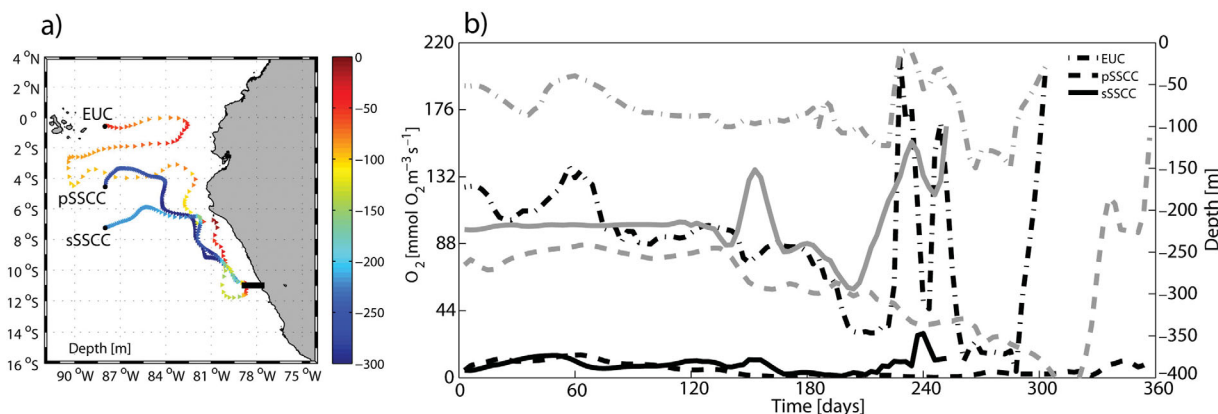 a)
4°N
2°N
0°
2°S
4°S
6°S
8°S
10°S
12°S
14°S
16°S
EUC
pSSCC
sSSCC
Depth [m]
90°W 87°W 84°W 81°W 78°W 75°W
0
−50
−100
−150
−200
−250
−300
b)
220
176
132
88
44
0
O₂ [mmol O₂ m⁻³ s⁻¹]
EUC
pSSCC
sSSCC
0
−50
−100
−150
−200
−250
−300
−350
−400
Depth [m]
0 60 120 180 240 300 360
Time [days]